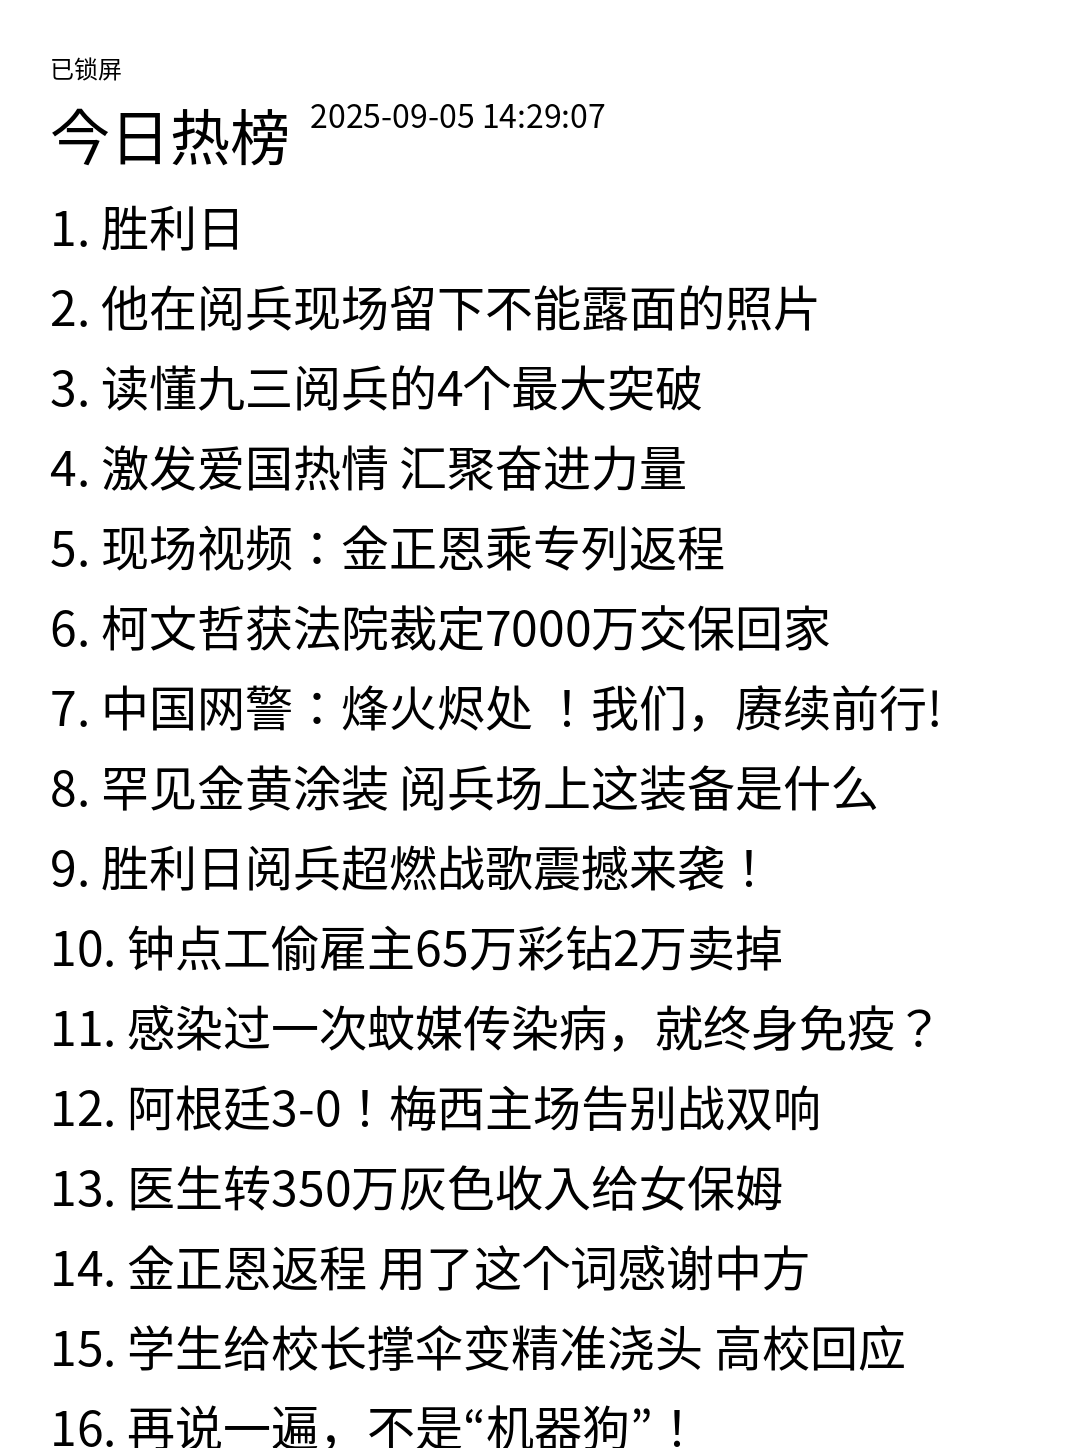 已锁屏
今日热榜 2025-09-05 14:29:07
1. 胜利日
2. 他在阅兵现场留下不能露面的照片
3. 读懂九三阅兵的4个最大突破
4. 激发爱国热情 汇聚奋进力量
5. 现场视频：金正恩乘专列返程
6. 柯文哲获法院裁定7000万交保回家
7. 中国网警：烽火烬处 ！我们，赓续前行!
8. 罕见金黄涂装 阅兵场上这装备是什么
9. 胜利日阅兵超燃战歌震撼来袭！
10. 钟点工偷雇主65万彩钻2万卖掉
11. 感染过一次蚊媒传染病，就终身免疫？
12. 阿根廷3-0！梅西主场告别战双响
13. 医生转350万灰色收入给女保姆
14. 金正恩返程 用了这个词感谢中方
15. 学生给校长撑伞变精准浇头 高校回应
16. 再说一遍，不是“机器狗”！